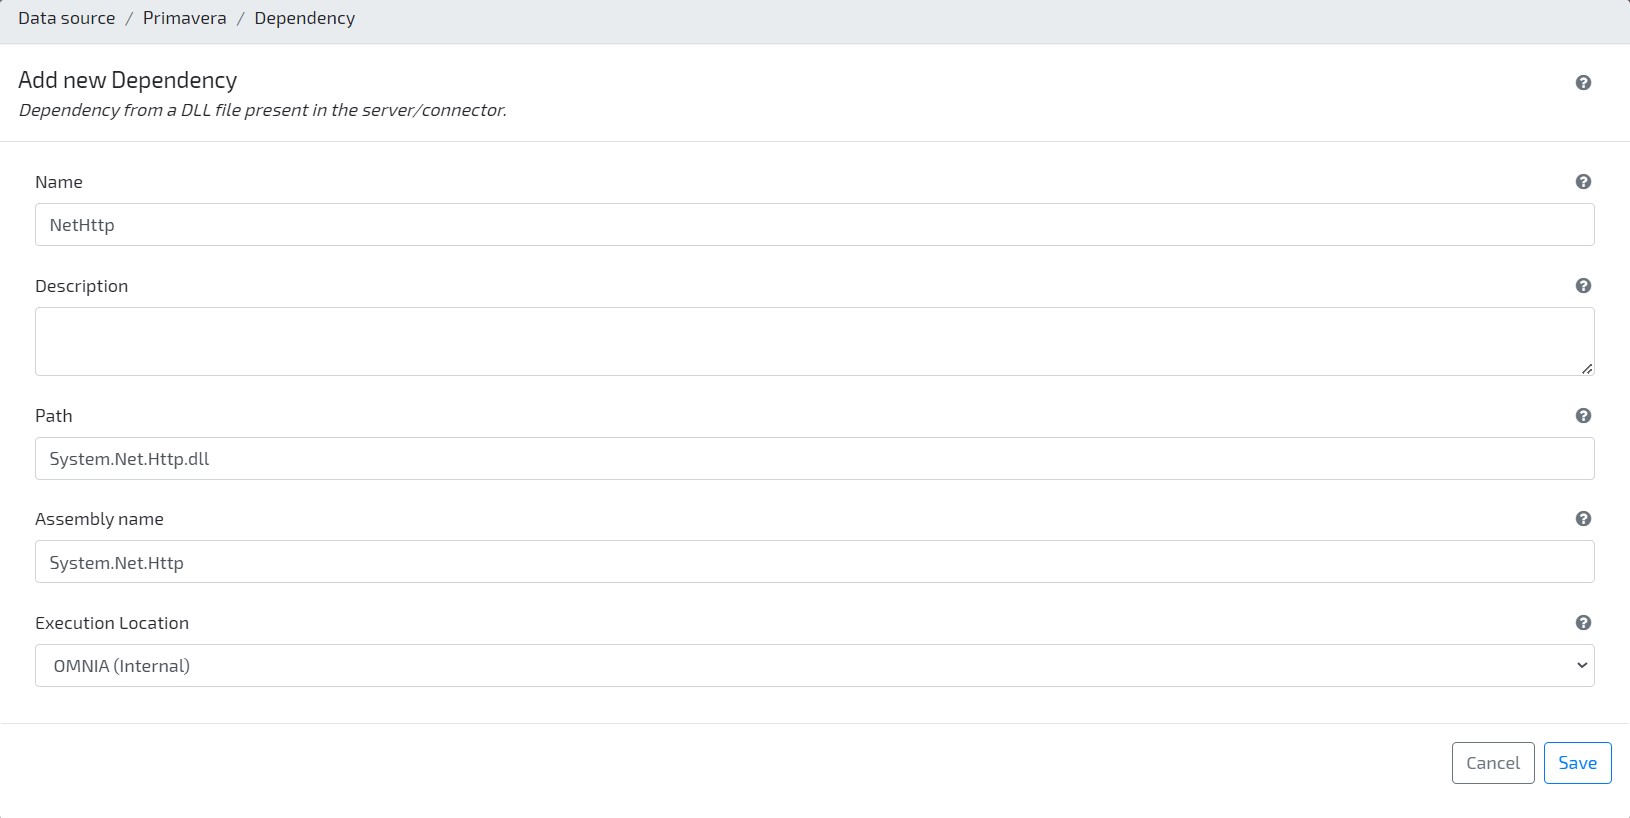 Data source / Primavera / Dependency
Add new Dependency
Dependency from a DLL file present in the server/connector.
Name
NetHttp
Description
Path
System.Net.Http.dll
Assembly name
System.Net.Http
Execution Location
OMNIA (Internal)
Cancel Save